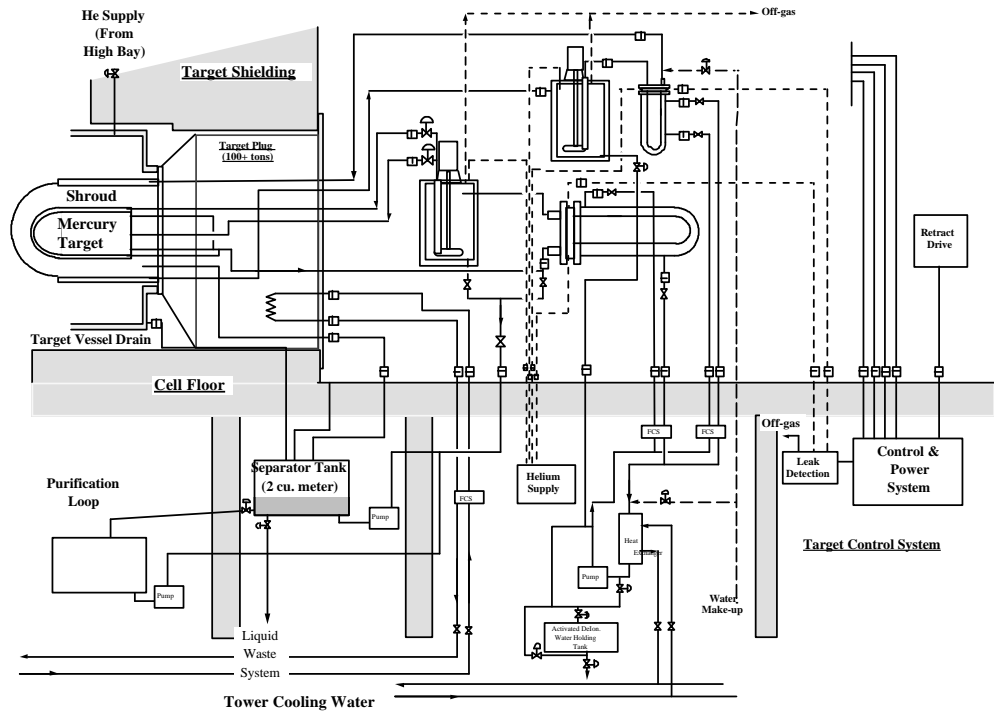 He Supply
(From
High Bay)
Off-gas
Target Shielding
Target Plug
(100+ tons)
Shroud
Mercury
Target
Retract
Drive
Target Vessel Drain
Cell Floor
Off-gas
FCS
FCS
Separator Tank
(2 cu. meter)
Purification
Loop
Helium
Supply
Leak
Detection
Control &
Power
System
FCS
Pump
Heat
Exchanger
Target Control System
Pump
Pump
Water
Make-up
Activated Deion.
Water Holding
Tank
Liquid
Waste
System
Tower Cooling Water